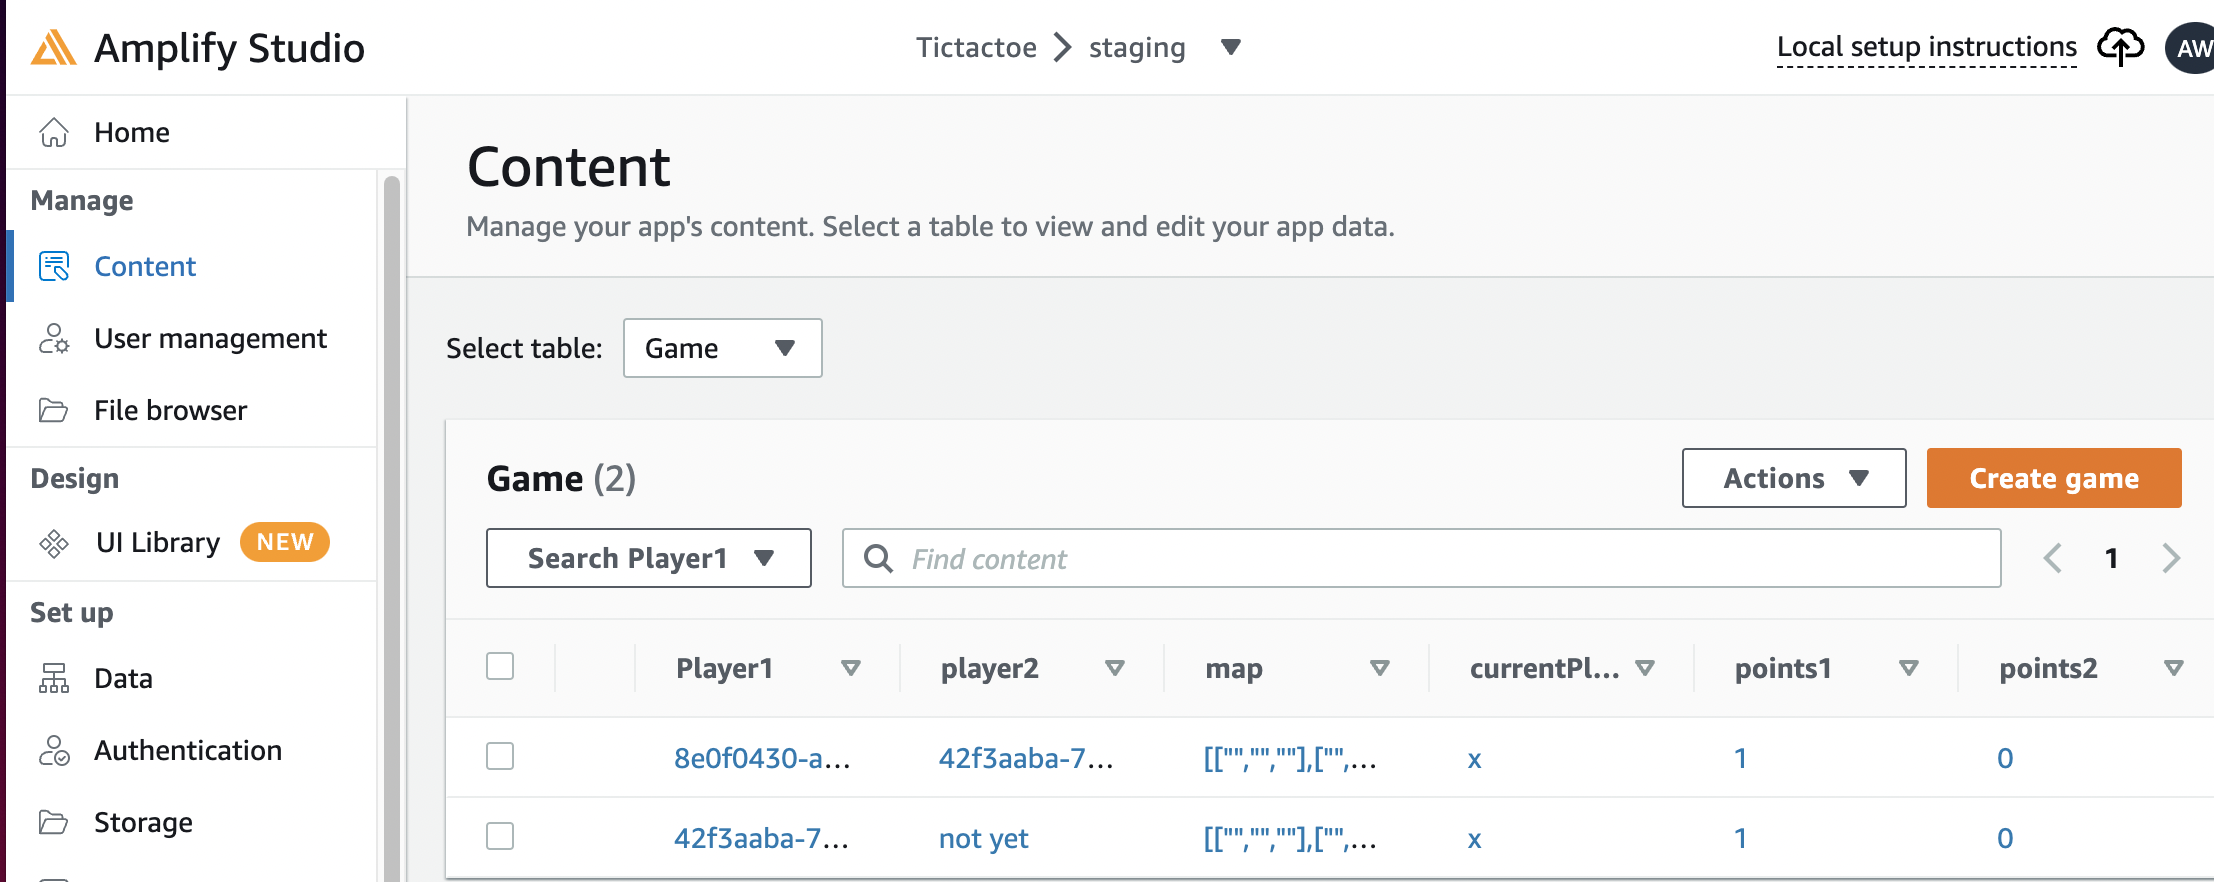 Amplify Studio
Tictactoe > staging
Local setup instructions
AW
Home
Manage
Content
User management
File browser
Design
UI Library NEW
Set up
Data
Authentication
Storage
Content
Manage your app's content. Select a table to view and edit your app data.
Select table: Game
Game (2)
Actions
Create game
Search Player1
Find content
1
Player1 player2 map currentPl... points1 points2
8e0f0430-a... 42f3aaba-7... [["","",""],["",... x 1 0
42f3aaba-7... not yet [["","",""],["",... x 1 0